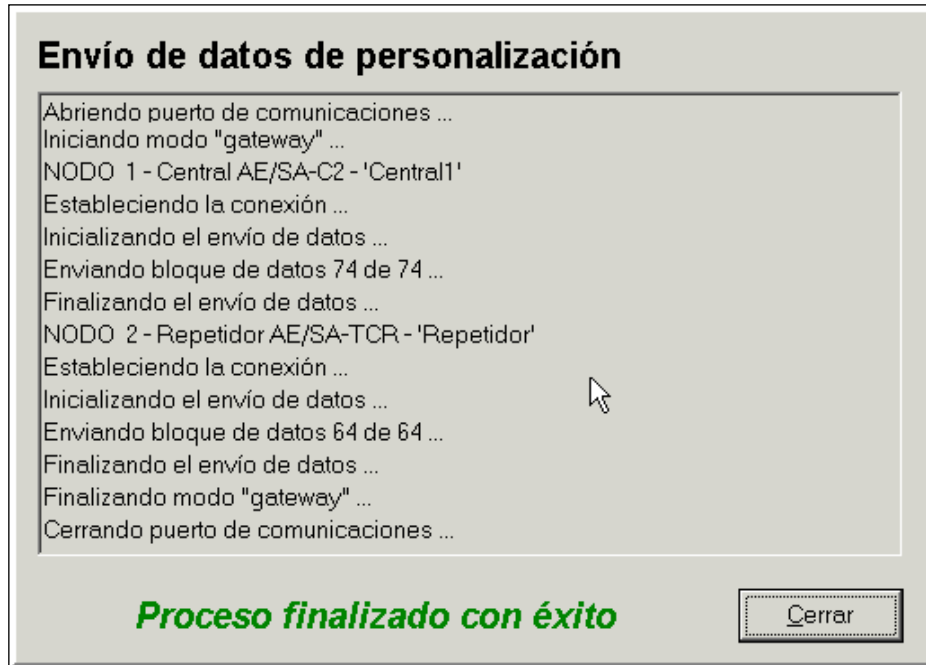 Envío de datos de personalización
Abriendo puerto de comunicaciones ...
Iniciando modo "gateway" ...
NODO  1 - Central AE/SA-C2 - 'Central1'
Estableciendo la conexión ...
Inicializando el envío de datos ...
Enviando bloque de datos 74 de 74 ...
Finalizando el envío de datos ...
NODO  2 - Repetidor AE/SA-TCR - 'Repetidor'
Estableciendo la conexión ...
Inicializando el envío de datos ...
Enviando bloque de datos 64 de 64 ...
Finalizando el envío de datos ...
Finalizando modo "gateway" ...
Cerrando puerto de comunicaciones ...
Proceso finalizado con éxito
Cerrar